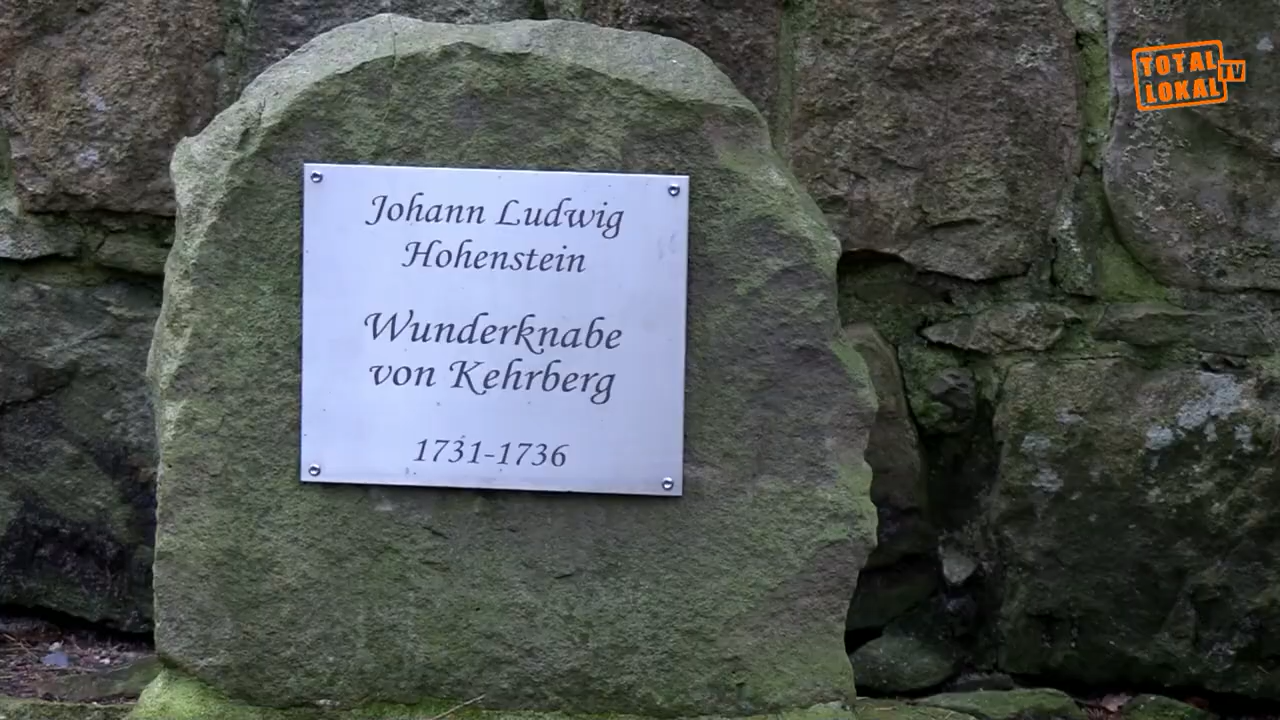 TOTAL
LOKAL
TV
Johann Ludwig
Hohenstein
Wunderknabe
von Kehrberg
1731-1736